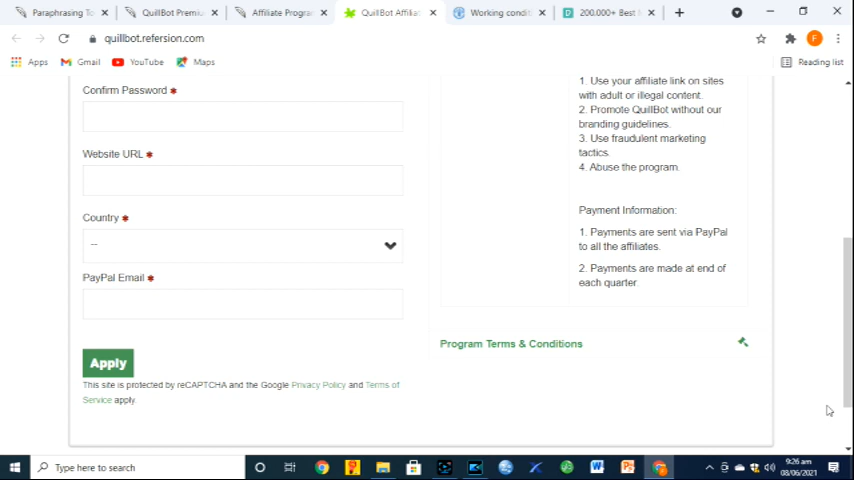 Paraphrasing To
QuillBot Premiu
Affiliate Progra
QuillBot Affilia
Working condit
200.000+ Best
quillbot.refersion.com
F
Apps
Gmail
YouTube
Maps
Reading list
Confirm Password *
Website URL *
Country *
--
PayPal Email *
Apply
This site is protected by reCAPTCHA and the Google Privacy Policy and Terms of
Service apply.
1. Use your affiliate link on sites
with adult or illegal content.
2. Promote QuillBot without our
branding guidelines.
3. Use fraudulent marketing
tactics.
4. Abuse the program.
Payment Information:
1. Payments are sent via PayPal
to all the affiliates.
2. Payments are made at end of
each quarter
Program Terms & Conditions
Type here to search
9:26 am
08/06/2021